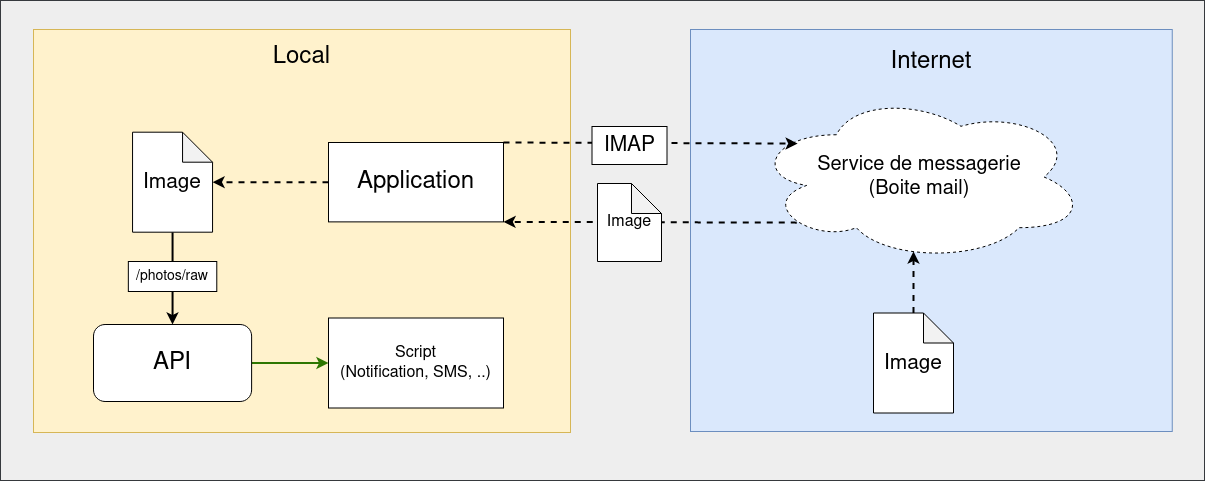 Local
Internet
IMAP
Service de messagerie
(Boite mail)
Image
Application
Image
/photos/raw
API
Script
(Notification, SMS, ..)
Image